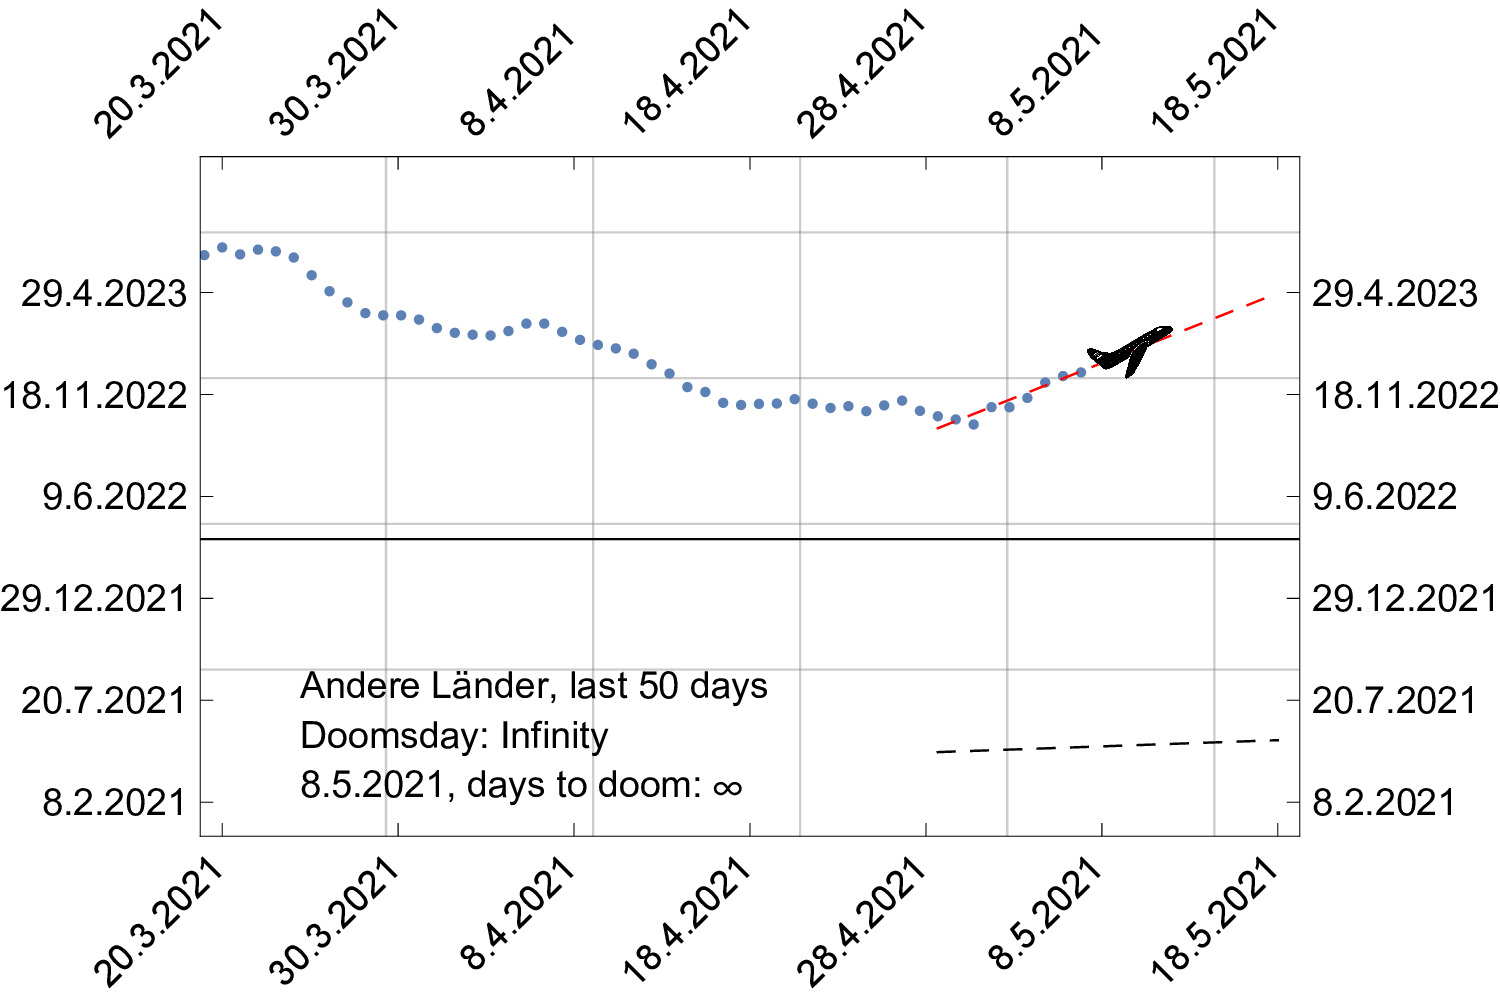 20.3.2021 30.3.2021 8.4.2021 18.4.2021 28.4.2021 8.5.2021 18.5.2021
29.4.2023 29.4.2023
18.11.2022 18.11.2022
9.6.2022 9.6.2022
29.12.2021 29.12.2021
Andere Länder, last 50 days
20.7.2021 20.7.2021
Doomsday: Infinity
8.5.2021, days to doom: ∞
8.2.2021 8.2.2021
20.3.2021 30.3.2021 8.4.2021 18.4.2021 28.4.2021 8.5.2021 18.5.2021